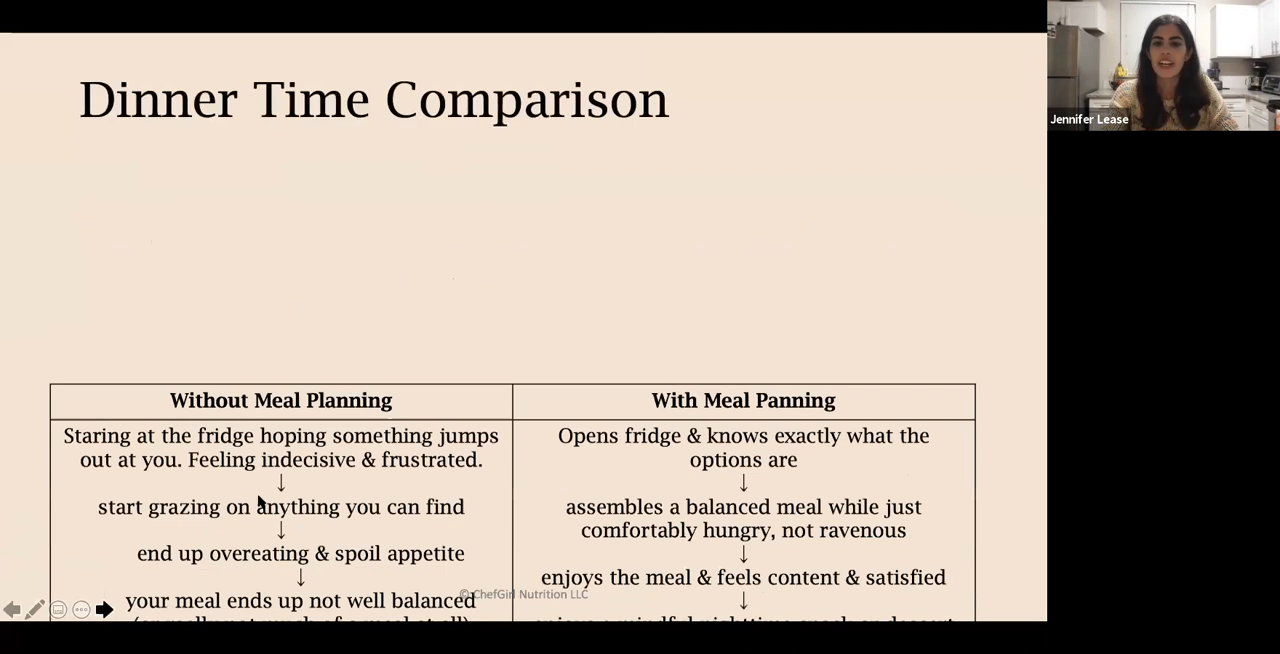 Dinner Time Comparison
Jennifer Lease
Without Meal Planning
With Meal Panning
Staring at the fridge hoping something jumps
out at you. Feeling indecisive & frustrated.
↓
start grazing on anything you can find
↓
end up overeating & spoil appetite
↓
your meal ends up not well balanced
Opens fridge & knows exactly what the
options are
↓
assembles a balanced meal while just
comfortably hungry, not ravenous
↓
enjoys the meal & feels content & satisfied
↓
© ChefGirl Nutrition LLC